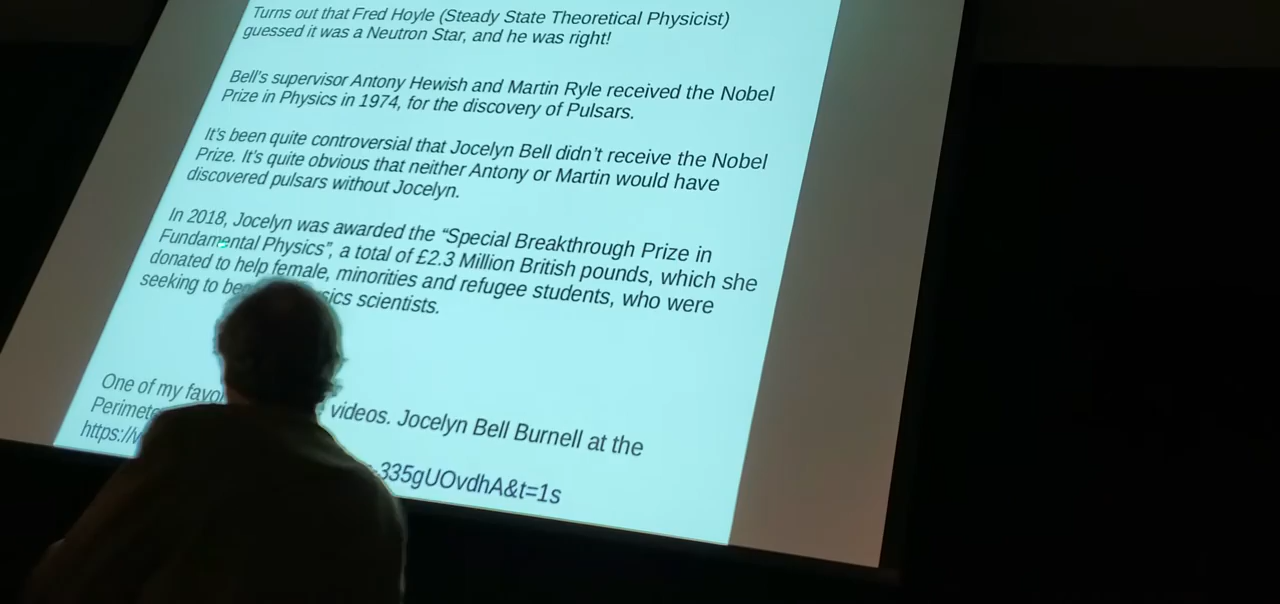 Turns out that Fred Hoyle (Steady State Theoretical Physicist)
guessed it was a Neutron Star, and he was right!
Bell's supervisor Antony Hewish and Martin Ryle received the Nobel
Prize in Physics in 1974, for the discovery of Pulsars.
It's been quite controversial that Jocelyn Bell didn't receive the Nobel
Prize. It's quite obvious that neither Antony or Martin would have
discovered pulsars without Jocelyn.
In 2018, Jocelyn was awarded the “Special Breakthrough Prize in
Fundamental Physics”, a total of £2.3 Million British pounds, which she
donated to help female, minorities and refugee students, who were
seeking to scientists.
One of my videos. Jocelyn Bell Burnell at the
https:// -335gUOvdhA&t=1s